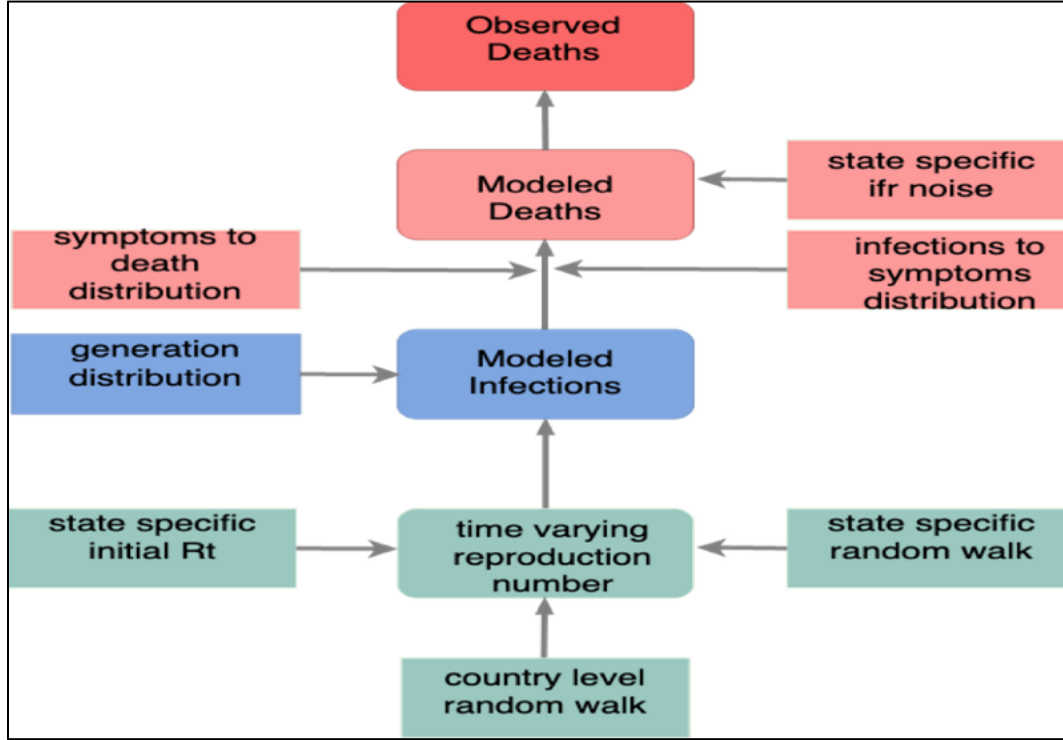 Observed
Deaths
Modeled
Deaths
state specific
ifr noise
symptoms to
death
distribution
infections to
symptoms
distribution
generation
distribution
Modeled
Infections
state specific
initial Rt
time varying
reproduction
number
state specific
random walk
country level
random walk